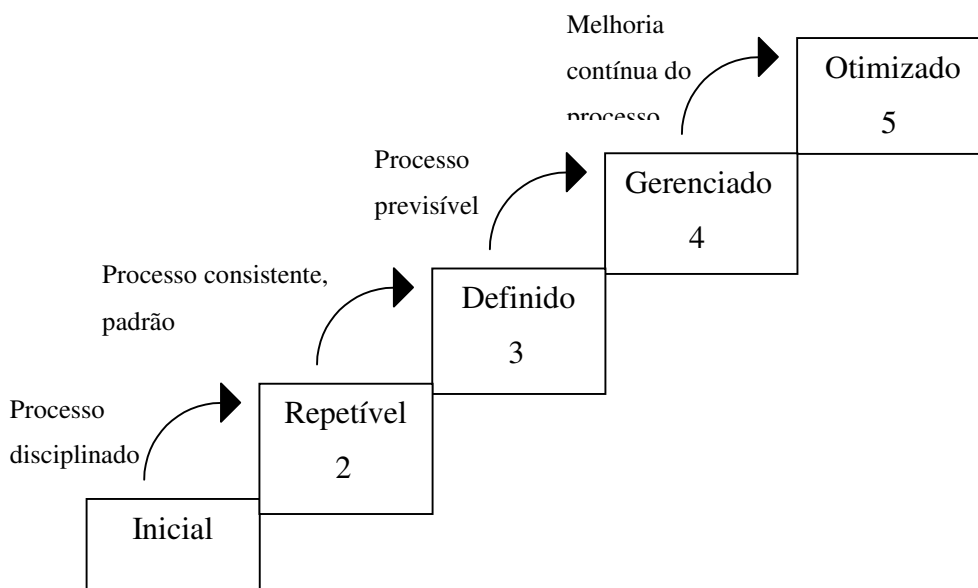 Melhoria
contínua do
processo
Otimizado
5
Processo
previsível
Gerenciado
4
Processo consistente,
padrão
Definido
3
Processo
disciplinado
Repetível
2
Inicial